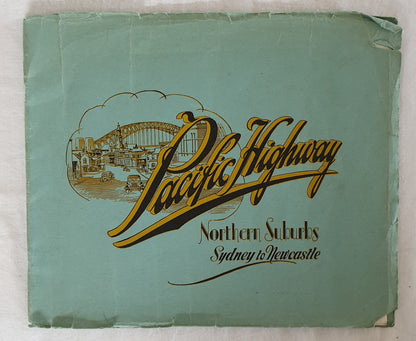 Pacific Highway
Northern Suburbs
Sydney to Newcastle